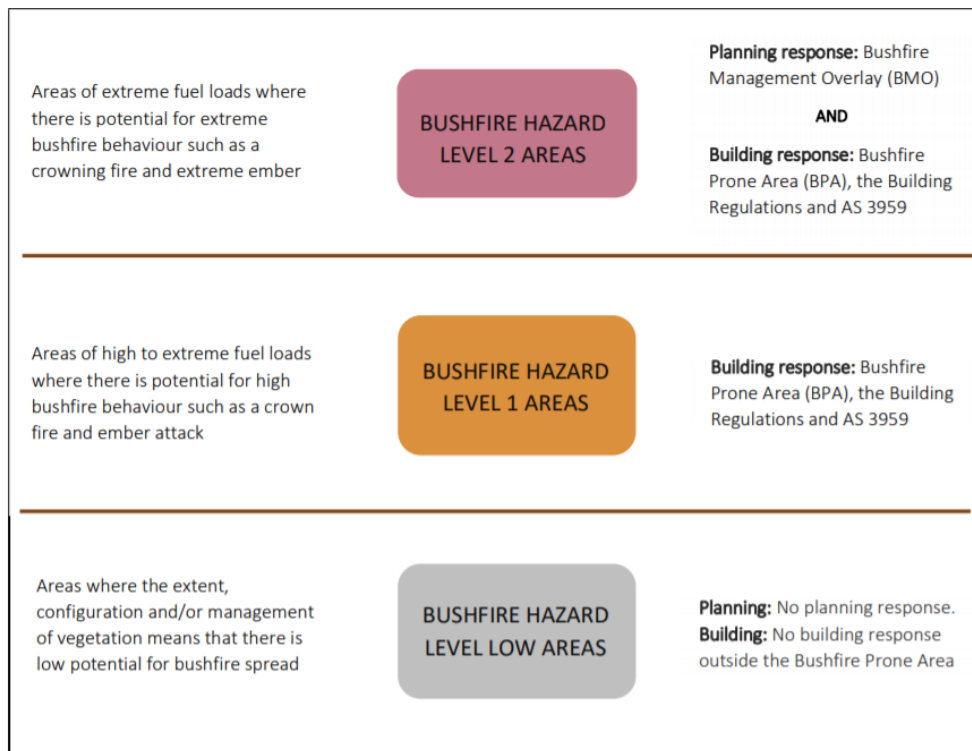 Areas of extreme fuel loads where
there is potential for extreme
bushfire behaviour such as a
crowning fire and extreme ember
BUSHFIRE HAZARD
LEVEL 2 AREAS
Planning response: Bushfire
Management Overlay (BMO)
AND
Building response: Bushfire
Prone Area (BPA), the Building
Regulations and AS 3959
Areas of high to extreme fuel loads
where there is potential for high
bushfire behaviour such as a crown
fire and ember attack
BUSHFIRE HAZARD
LEVEL 1 AREAS
Building response: Bushfire
Prone Area (BPA), the Building
Regulations and AS 3959
Areas where the extent,
configuration and/or management
of vegetation means that there is
low potential for bushfire spread
BUSHFIRE HAZARD
LEVEL LOW AREAS
Planning: No planning response.
Building: No building response
outside the Bushfire Prone Area